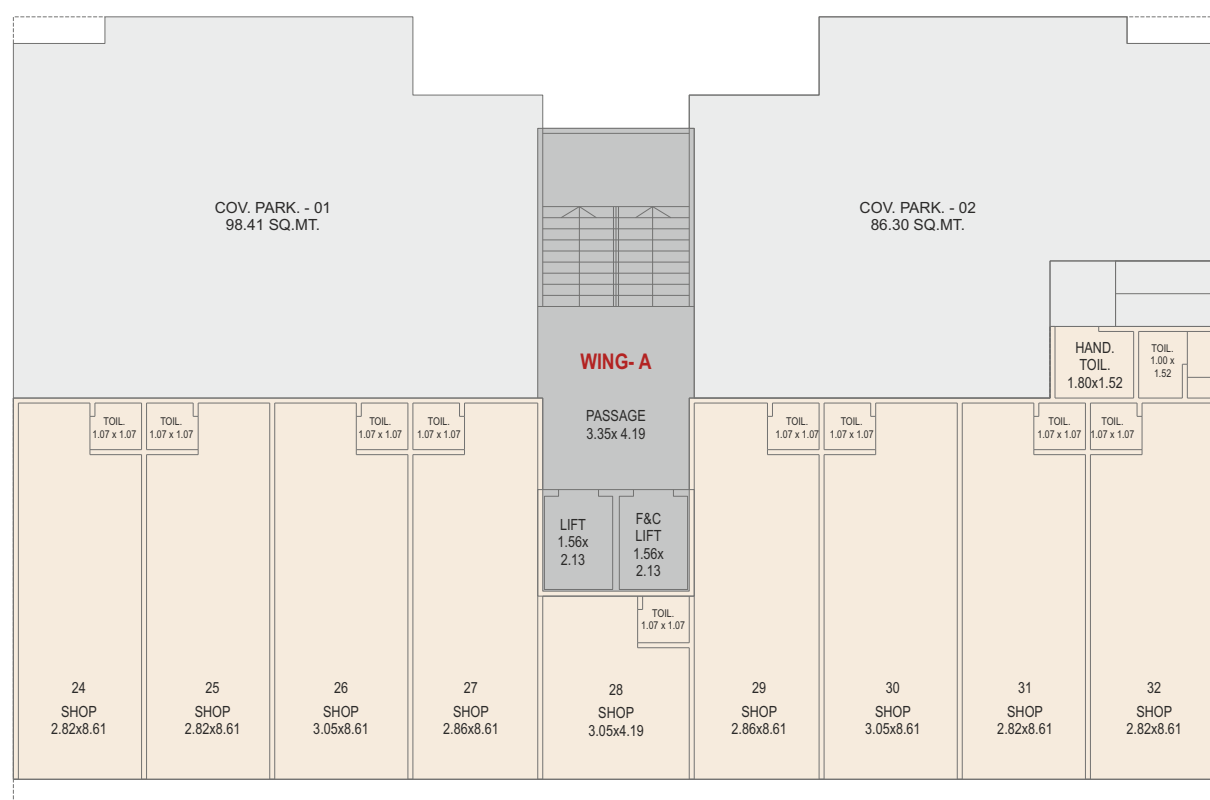 COV. PARK. - 01
98.41 SQ.MT.
COV. PARK. - 02
86.30 SQ.MT.
WING- A
PASSAGE
3.35x 4.19
HAND.
TOIL.
1.80x1.52
TOIL.
1.00 x
1.52
TOIL.
1.07 x 1.07
TOIL.
1.07 x 1.07
TOIL.
1.07 x 1.07
TOIL.
1.07 x 1.07
TOIL.
1.07 x 1.07
TOIL.
1.07 x 1.07
TOIL.
1.07 x 1.07
TOIL.
1.07 x 1.07
LIFT
1.56x
2.13
F&C
LIFT
1.56x
2.13
TOIL.
1.07 x 1.07
24
SHOP
2.82x8.61
25
SHOP
2.82x8.61
26
SHOP
3.05x8.61
27
SHOP
2.86x8.61
28
SHOP
3.05x4.19
29
SHOP
2.86x8.61
30
SHOP
3.05x8.61
31
SHOP
2.82x8.61
32
SHOP
2.82x8.61